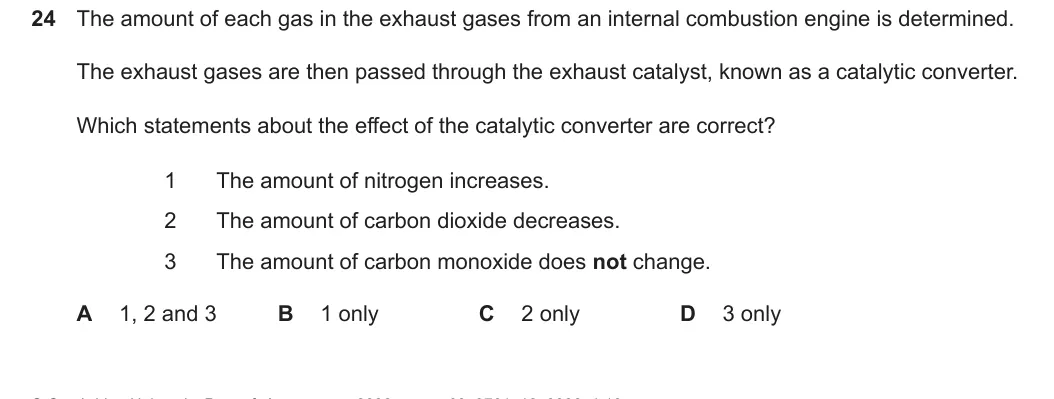 24 The amount of each gas in the exhaust gases from an internal combustion engine is determined.
The exhaust gases are then passed through the exhaust catalyst, known as a catalytic converter.
Which statements about the effect of the catalytic converter are correct?
1 The amount of nitrogen increases.
2 The amount of carbon dioxide decreases.
3 The amount of carbon monoxide does not change.
A 1, 2 and 3 B 1 only C 2 only D 3 only